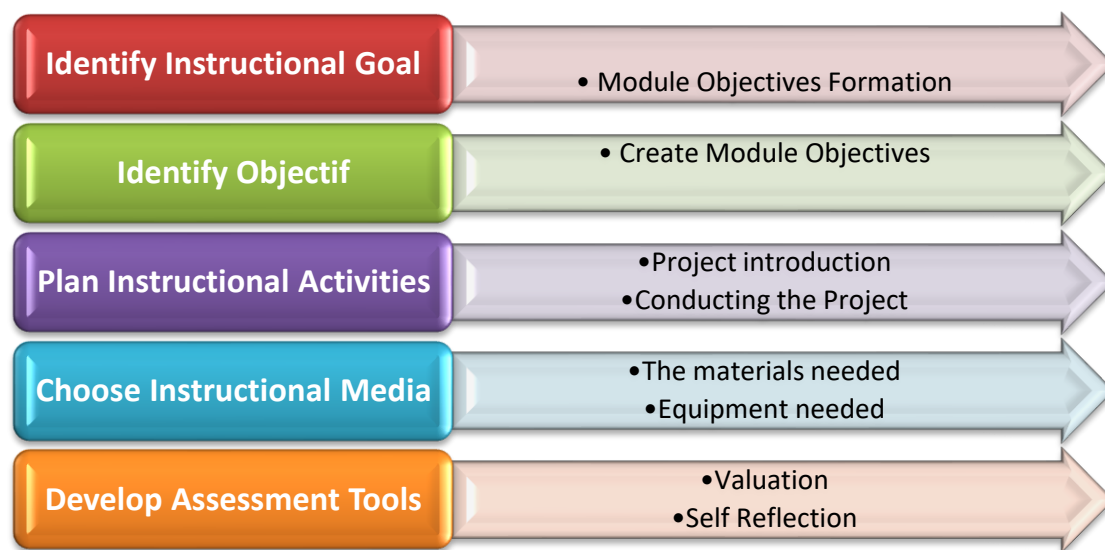 Identify Instructional Goal
• Module Objectives Formation
Identify Objectif
• Create Module Objectives
Plan Instructional Activities
•Project introduction
•Conducting the Project
Choose Instructional Media
•The materials needed
•Equipment needed
Develop Assessment Tools
•Valuation
•Self Reflection